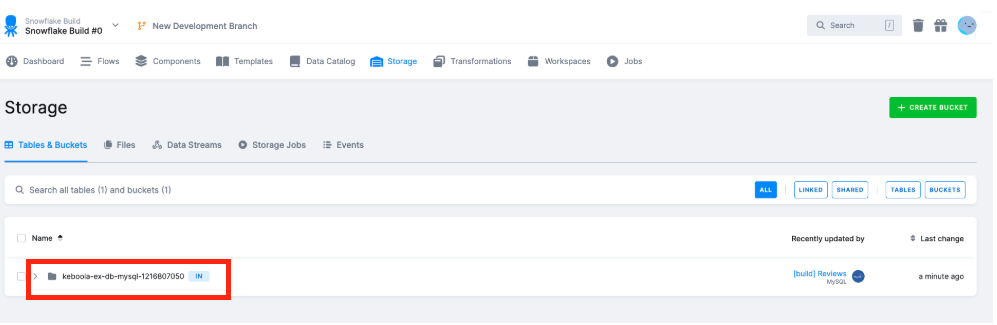 Snowflake Build
Snowflake Build #0
New Development Branch
Search /
Dashboard Flows Components Templates Data Catalog Storage Transformations Workspaces Jobs
Storage
+ CREATE BUCKET
Tables & Buckets Files Data Streams Storage Jobs Events
Search all tables (1) and buckets (1)
ALL LINKED SHARED TABLES BUCKETS
Name Recently updated by Last change
keboola-ex-db-mysql-1216807050 IN [build] Reviews a minute ago
MySQL